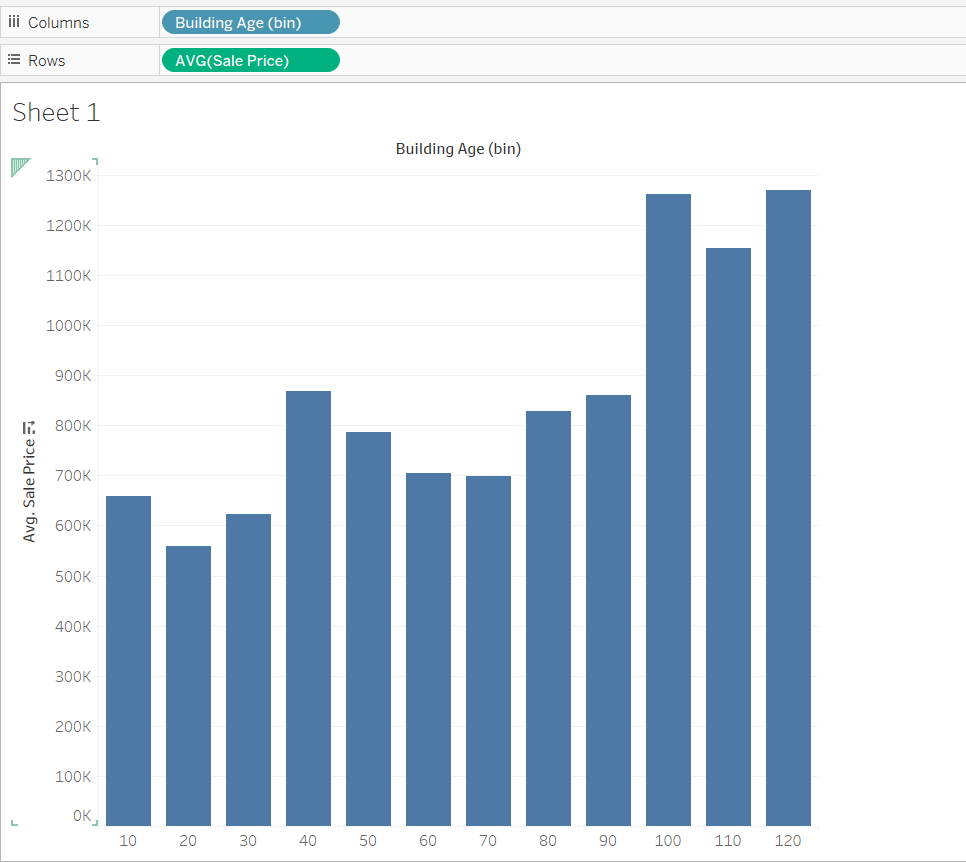 Columns
Building Age (bin)
Rows
AVG(Sale Price)
Sheet 1
Building Age (bin)
1300K
1200K
1100K
1000K
900K
800K
700K
600K
500K
400K
300K
200K
100K
0K
Avg. Sale Price
10 20 30 40 50 60 70 80 90 100 110 120